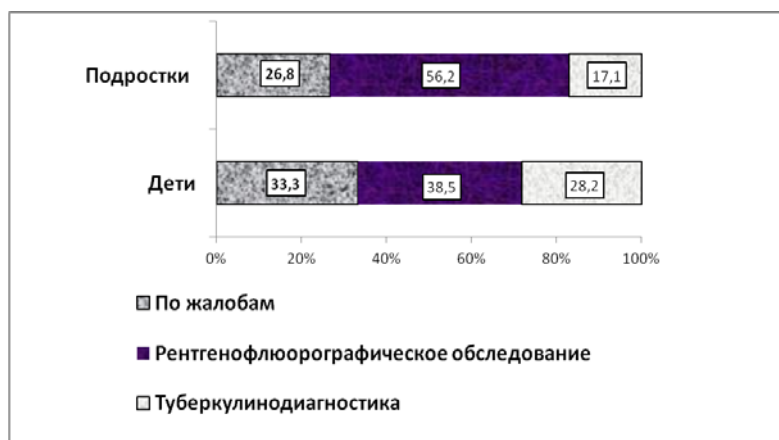 Подростки
26,8
56,2
17,1
Дети
33,3
38,5
28,2
0% 20% 40% 60% 80% 100%
По жалобам
Рентгенофлюорографическое обследование
Туберкулинодиагностика